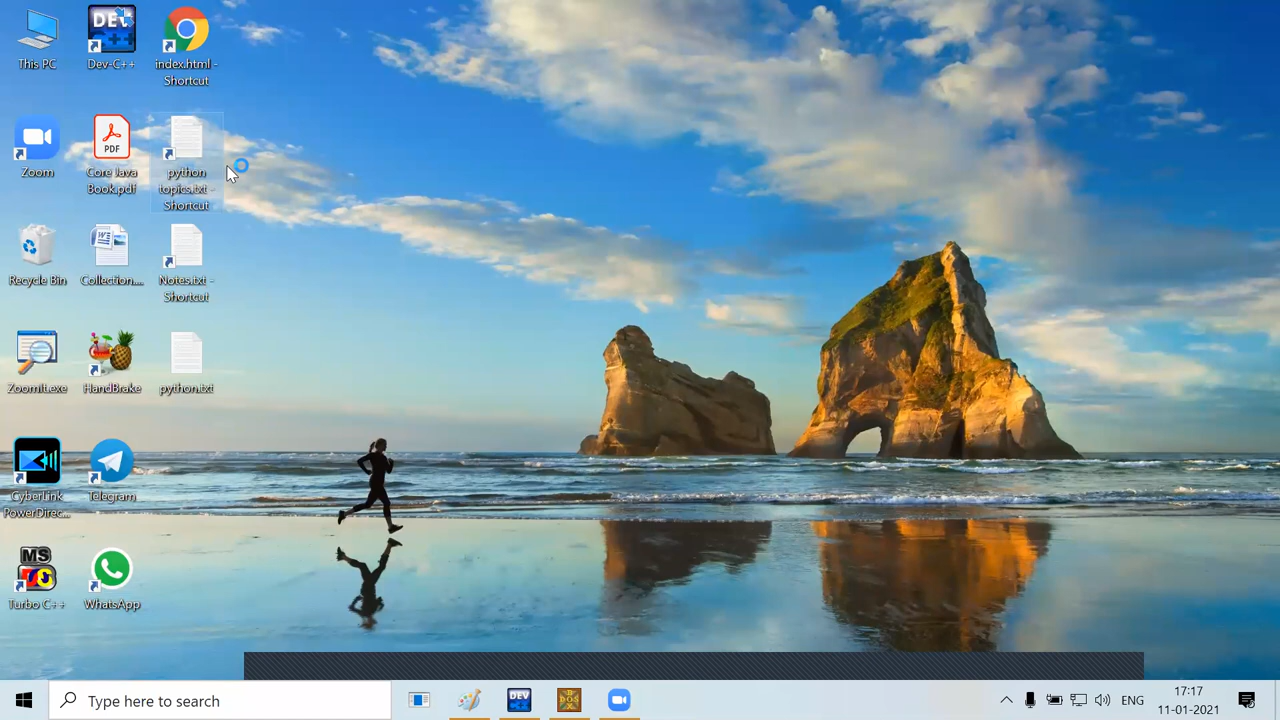 This PC
DEV
C++
Dev-C++
index.html -
Shortcut
Zoom
PDF
Core Java
Book.pdf
python
topics.txt -
Shortcut
Recycle Bin
W
Collection....
Notes.txt -
Shortcut
ZoomIt.exe
HandBrake
python.txt
CyberLink
PowerDirec...
Telegram
MS
Turbo C++
WhatsApp
Type here to search
DEV
ENG
17:17
11-01-2021